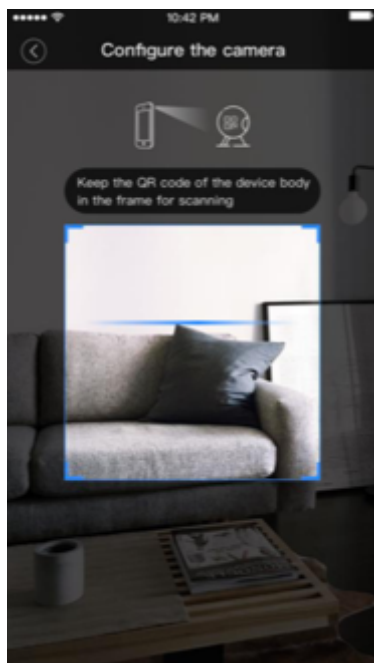 10:42 PM
Configure the camera
Keep the QR code of the device body
in the frame for scanning